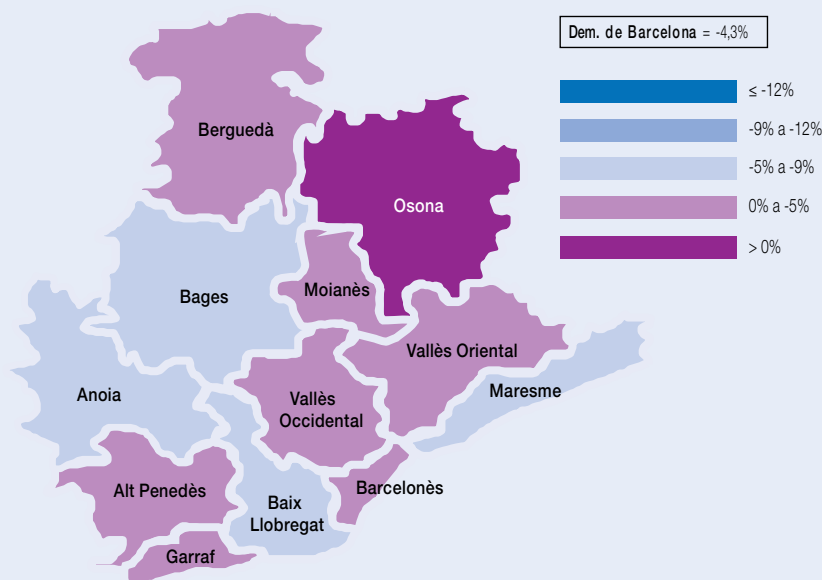 Dem. de Barcelona = -4,3%
≤ -12%
-9% a -12%
-5% a -9%
0% a -5%
> 0%
Berguedà
Osona
Bages
Moianès
Vallès Oriental
Anoia
Vallès
Occidental
Maresme
Alt Penedès
Baix
Llobregat
Barcelonès
Garraf